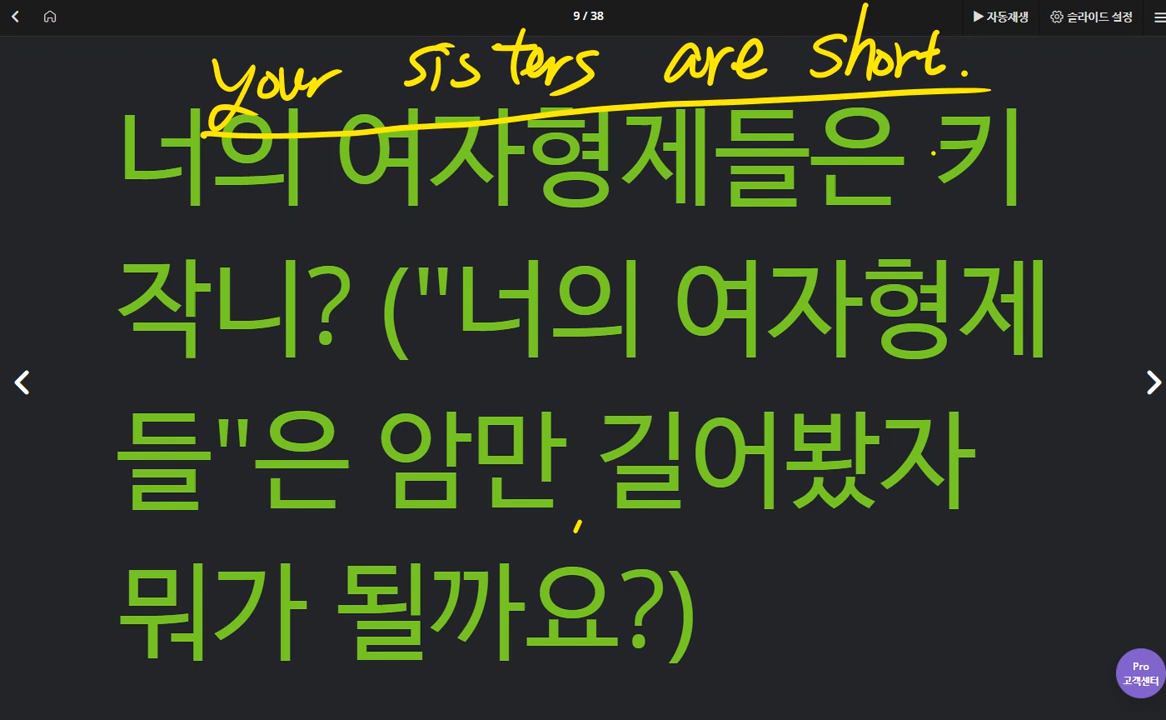 9 / 38
▶ 자동재생
슬라이드 설정
your sisters are short.
너의 여자형제들은 키
작니? ("너의 여자형제
들"은 암만 길어봤자
뭐가 될까요?)
Pro
고객센터